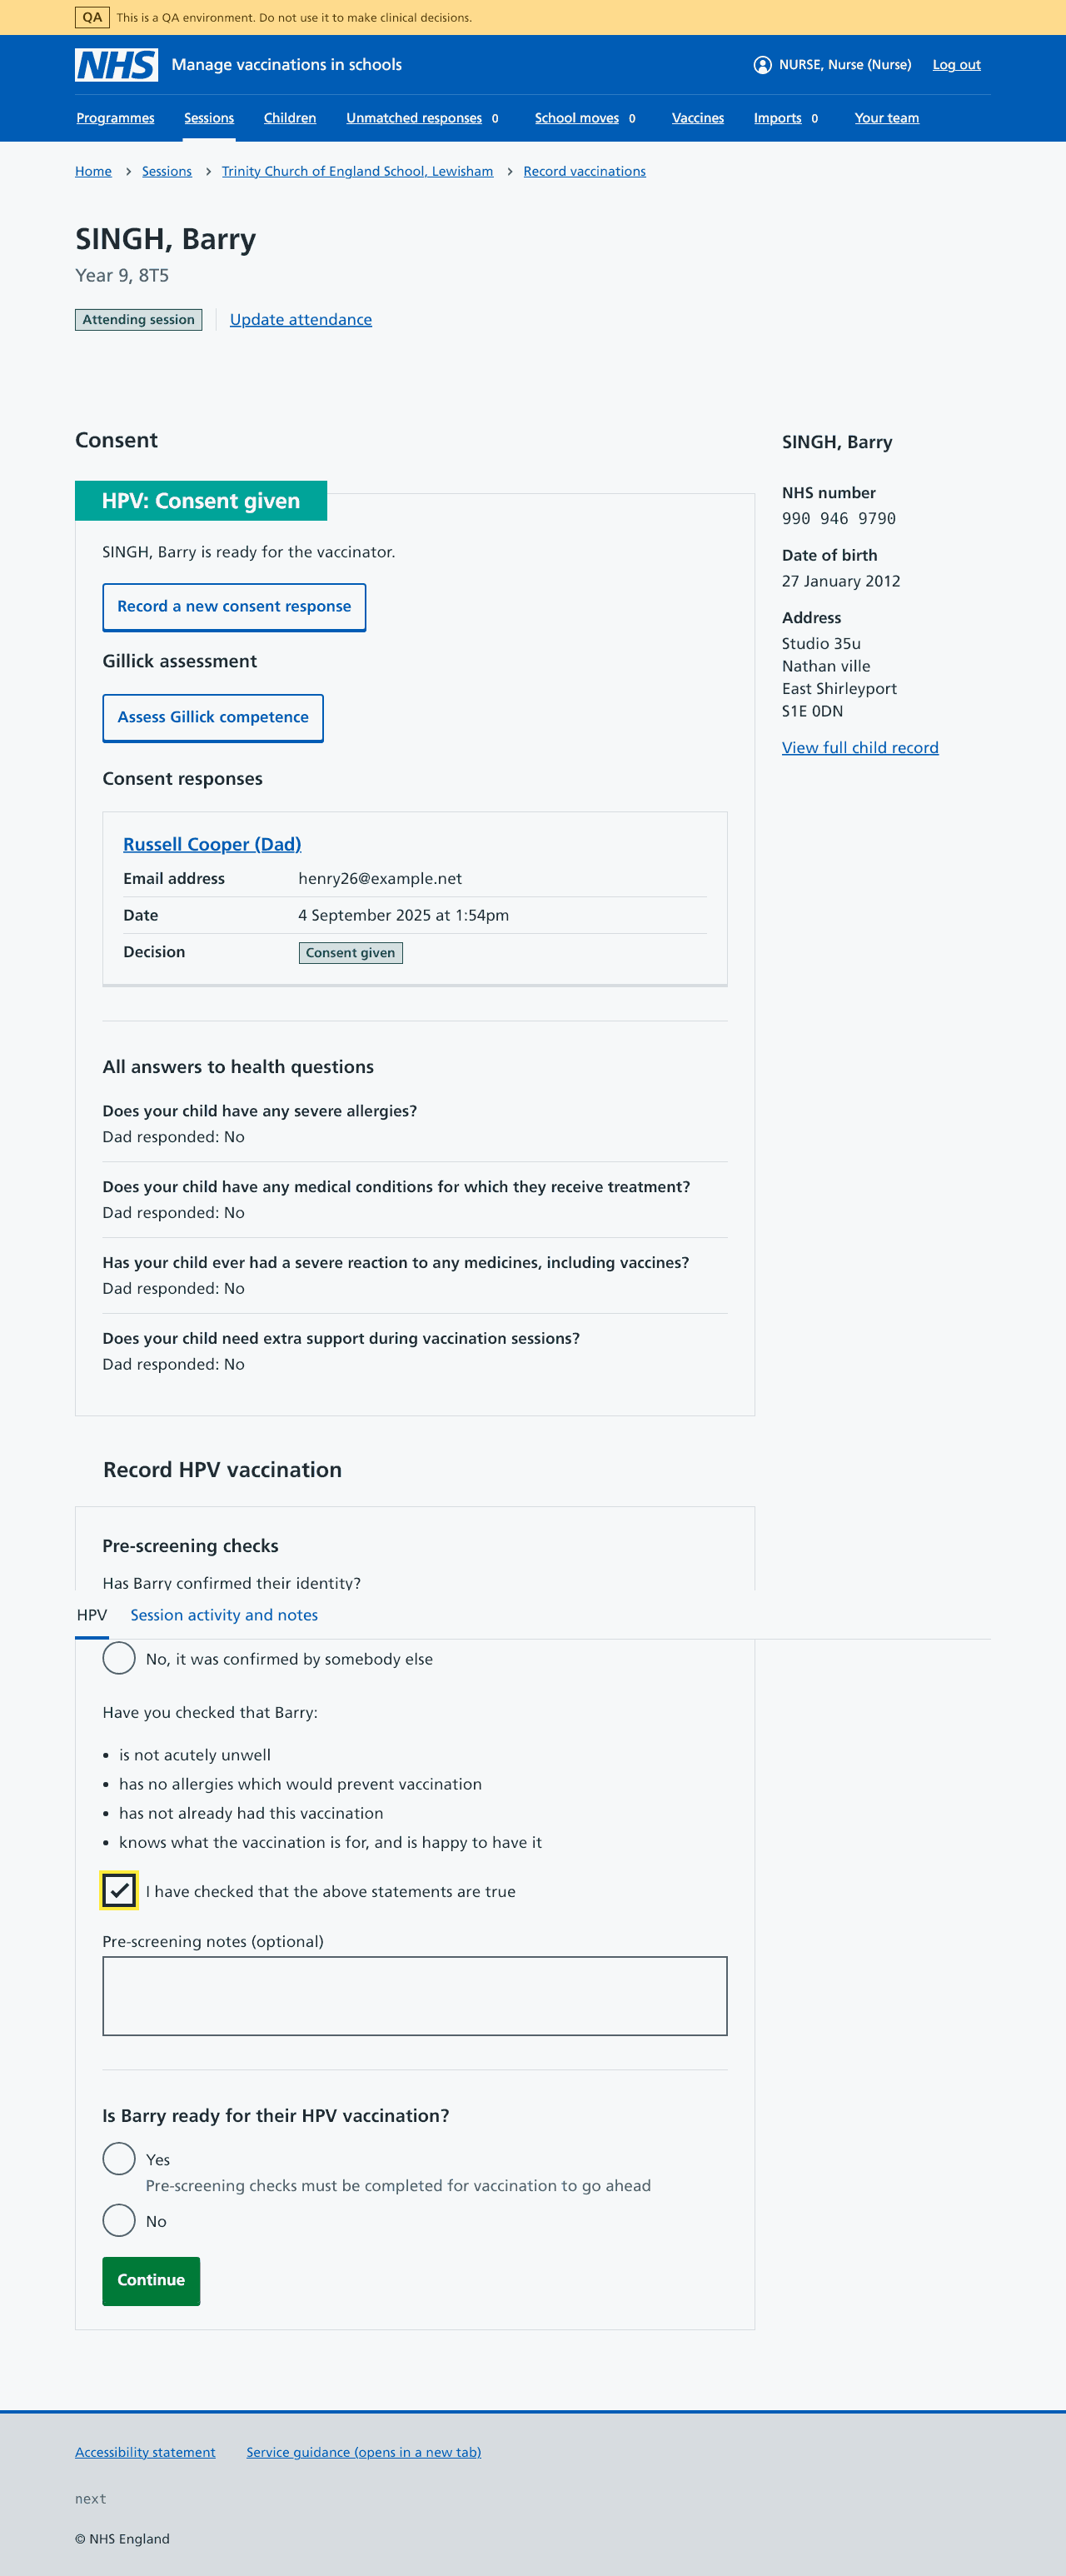 QA This is a QA environment. Do not use it to make clinical decisions.
NHS Manage vaccinations in schools NURSE, Nurse (Nurse) Log out
Programmes Sessions Children Unmatched responses 0 School moves 0 Vaccines Imports 0 Your team
Home Sessions Trinity Church of England School, Lewisham Record vaccinations
SINGH, Barry
Year 9, 8T5
Attending session Update attendance
Consent
HPV: Consent given
SINGH, Barry is ready for the vaccinator.
Record a new consent response
Gillick assessment
Assess Gillick competence
Consent responses
Russell Cooper (Dad)
Email address henry26@example.net
Date 4 September 2025 at 1:54pm
Decision Consent given
All answers to health questions
Does your child have any severe allergies?
Dad responded: No
Does your child have any medical conditions for which they receive treatment?
Dad responded: No
Has your child ever had a severe reaction to any medicines, including vaccines?
Dad responded: No
Does your child need extra support during vaccination sessions?
Dad responded: No
SINGH, Barry
NHS number
990 946 9790
Date of birth
27 January 2012
Address
Studio 35u
Nathan ville
East Shirleyport
S1E 0DN
View full child record
Record HPV vaccination
Pre-screening checks
Has Barry confirmed their identity?
HPV Session activity and notes
No, it was confirmed by somebody else
Have you checked that Barry:
• is not acutely unwell
• has no allergies which would prevent vaccination
• has not already had this vaccination
• knows what the vaccination is for, and is happy to have it
I have checked that the above statements are true
Pre-screening notes (optional)
Is Barry ready for their HPV vaccination?
Yes
Pre-screening checks must be completed for vaccination to go ahead
No
Continue
Accessibility statement Service guidance (opens in a new tab)
next
© NHS England